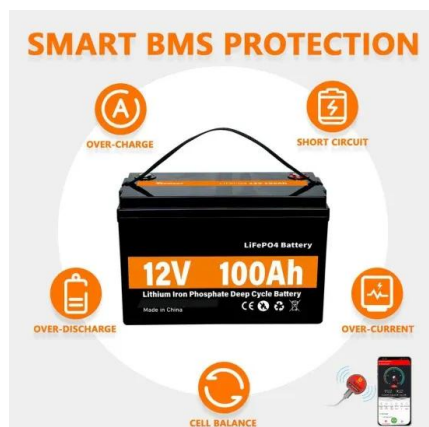 SMART BMS PROTECTION
OVER-CHARGE
SHORT CIRCUIT
LiFePO4 Battery
12V 100Ah
Lithium Iron Phosphate Deep Cycle Battery
Made in China
OVER-DISCHARGE
OVER-CURRENT
CELL BALANCE